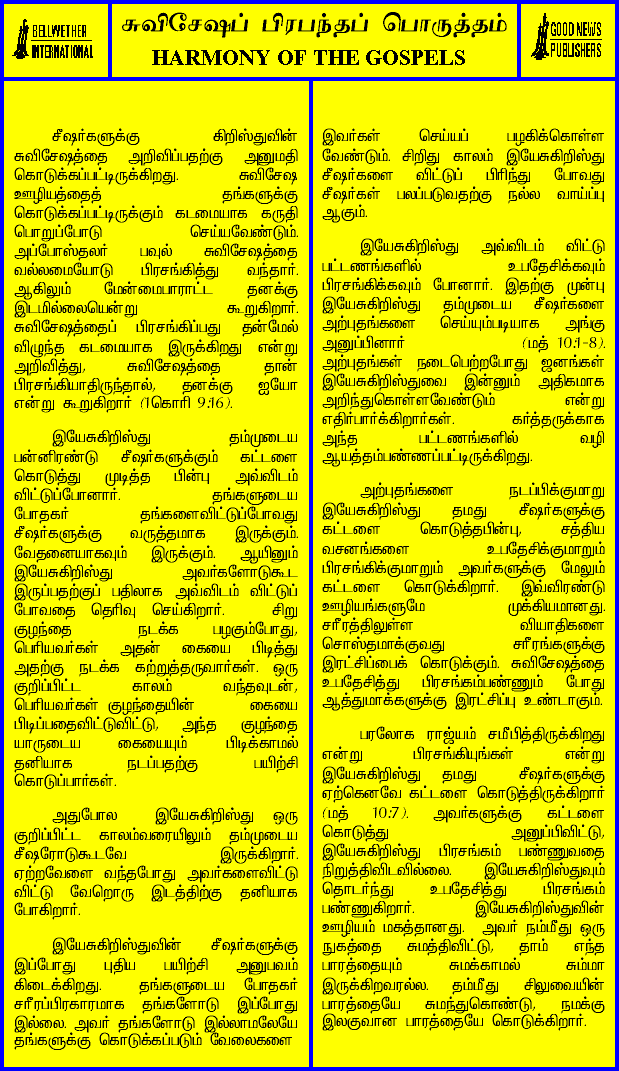 BELLWETHER
INTERNATIONAL
சுவிசேஷப் பிரபந்தப் பொருத்தம்
HARMONY OF THE GOSPELS
GOOD NEWS
PUBLISHERS
சீஷர்களுக்கு கிறிஸ்துவின்
சுவிசேஷத்தை அறிவிப்பதற்கு அனுமதி
கொடுக்கப்பட்டிருக்கிறது. சுவிசேஷ
ஊழியத்தைத் தங்களுக்கு
கொடுக்கப்பட்டிருக்கும் கடமையாக கருதி
பொறுப்போடு செய்யவேண்டும்.
அப்போஸ்தலர் பவுல் சுவிசேஷத்தை
வல்லமையோடு பிரசங்கித்து வந்தார்.
ஆகிலும் மேன்மைபாராட்ட தனக்கு
இடமில்லையென்று கூறுகிறார்.
சுவிசேஷத்தைப் பிரசங்கிப்பது தன்மேல்
விழுந்த கடமையாக இருக்கிறது என்று
அறிவித்து, சுவிசேஷத்தை தான்
பிரசங்கியாதிருந்தால், தனக்கு ஐயோ
என்று கூறுகிறார் (1கொரி 9:16).
இயேசுகிறிஸ்து தம்முடைய
பன்னிரண்டு சீஷர்களுக்கும் கட்டளை
கொடுத்து முடித்த பின்பு அவ்விடம்
விட்டுப்போனார். தங்களுடைய
போதகர் தங்களைவிட்டுப்போவது
சீஷர்களுக்கு வருத்தமாக இருக்கும்.
வேதனையாகவும் இருக்கும். ஆயினும்
இயேசுகிறிஸ்து அவர்களோடுகூட
இருப்பதற்குப் பதிலாக அவ்விடம் விட்டுப்
போவதை தெரிவு செய்கிறார். சிறு
குழந்தை நடக்க பழகும்போது,
பெரியவர்கள் அதன் கையை பிடித்து
அதற்கு நடக்க கற்றுத்தருவார்கள். ஒரு
குறிப்பிட்ட காலம் வந்தவுடன்,
பெரியவர்கள் குழந்தையின் கையை
பிடிப்பதைவிட்டுவிட்டு, அந்த குழந்தை
யாருடைய கையையும் பிடிக்காமல்
தனியாக நடப்பதற்கு பயிற்சி
கொடுப்பார்கள்.
அதுபோல இயேசுகிறிஸ்து ஒரு
குறிப்பிட்ட காலம்வரையிலும் தம்முடைய
சீஷரோடுகூடவே இருக்கிறார்.
ஏற்றவேளை வந்தபோது அவர்களைவிட்டு
விட்டு வேறொரு இடத்திற்கு தனியாக
போகிறார்.
இயேசுகிறிஸ்துவின் சீஷர்களுக்கு
இப்போது புதிய பயிற்சி அனுபவம்
கிடைக்கிறது. தங்களுடைய போதகர்
சரீரப்பிரகாரமாக தங்களோடு இப்போது
இல்லை. அவர் தங்களோடு இல்லாமலேயே
தங்களுக்கு கொடுக்கப்படும் வேலைகளை
இவர்கள் செய்யப் பழகிக்கொள்ள
வேண்டும். சிறிது காலம் இயேசுகிறிஸ்து
சீஷர்களை விட்டுப் பிரிந்து போவது
சீஷர்கள் பலப்படுவதற்கு நல்ல வாய்ப்பு
ஆகும்.
இயேசுகிறிஸ்து அவ்விடம் விட்டு
பட்டணங்களில் உபதேசிக்கவும்
பிரசங்கிக்கவும் போனார். இதற்கு முன்பு
இயேசுகிறிஸ்து தம்முடைய சீஷர்களை
அற்புதங்களை செய்யும்படியாக அங்கு
அனுப்பினார் (மத் 10:1-8).
அற்புதங்கள் நடைபெற்றபோது ஜனங்கள்
இயேசுகிறிஸ்துவை இன்னும் அதிகமாக
அறிந்துகொள்ளவேண்டும் என்று
எதிர்பார்க்கிறார்கள். கர்த்தருக்காக
அந்த பட்டணங்களில் வழி
ஆயத்தம்பண்ணப்பட்டிருக்கிறது.
அற்புதங்களை நடப்பிக்குமாறு
இயேசுகிறிஸ்து தமது சீஷர்களுக்கு
கட்டளை கொடுத்தபின்பு, சத்திய
வசனங்களை உபதேசிக்குமாறும்
பிரசங்கிக்குமாறும் அவர்களுக்கு மேலும்
கட்டளை கொடுக்கிறார். இவ்விரண்டு
ஊழியங்களுமே முக்கியமானது.
சரீரத்திலுள்ள வியாதிகளை
சொஸ்தமாக்குவது சரீரங்களுக்கு
இரட்சிப்பைக் கொடுக்கும். சுவிசேஷத்தை
உபதேசித்து பிரசங்கம்பண்ணும் போது
ஆத்துமாக்களுக்கு இரட்சிப்பு உண்டாகும்.
பரலோக ராஜ்யம் சமீபித்திருக்கிறது
என்று பிரசங்கியுங்கள் என்று
இயேசுகிறிஸ்து தமது சீஷர்களுக்கு
ஏற்கெனவே கட்டளை கொடுத்திருக்கிறார்
(மத் 10:7). அவர்களுக்கு கட்டளை
கொடுத்து அனுப்பிவிட்டு,
இயேசுகிறிஸ்து பிரசங்கம் பண்ணுவதை
நிறுத்திவிடவில்லை. இயேசுகிறிஸ்துவும்
தொடர்ந்து உபதேசித்து பிரசங்கம்
பண்ணுகிறார். இயேசுகிறிஸ்துவின்
ஊழியம் மகத்தானது. அவர் நம்மீது ஒரு
நுகத்தை சுமத்திவிட்டு, தாம் எந்த
பாரத்தையும் சுமக்காமல் சும்மா
இருக்கிறவரல்ல. தம்மீது சிலுவையின்
பாரத்தையே சுமந்துகொண்டு, நமக்கு
இலகுவான பாரத்தையே கொடுக்கிறார்.